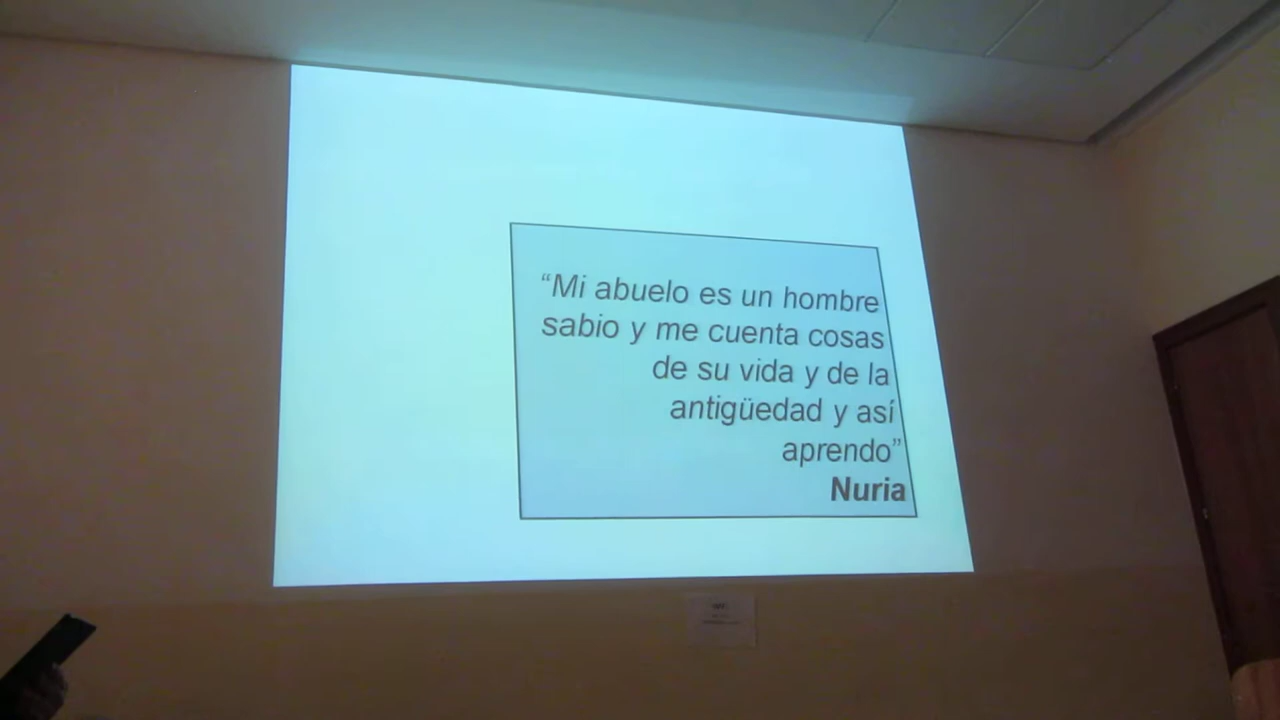 “Mi abuelo es un hombre
sabio y me cuenta cosas
de su vida y de la
antigüedad y así
aprendo”
Nuria